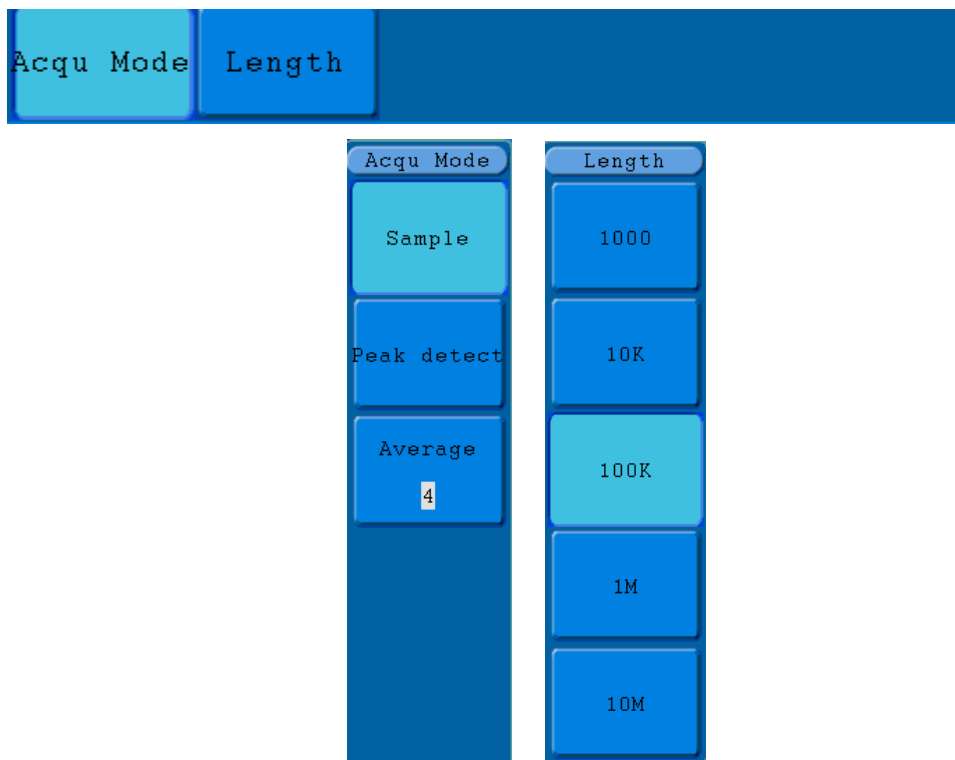 Acqu Mode
Length
Acqu Mode
Sample
Peak detect
Average
4
Length
1000
10K
100K
1M
10M